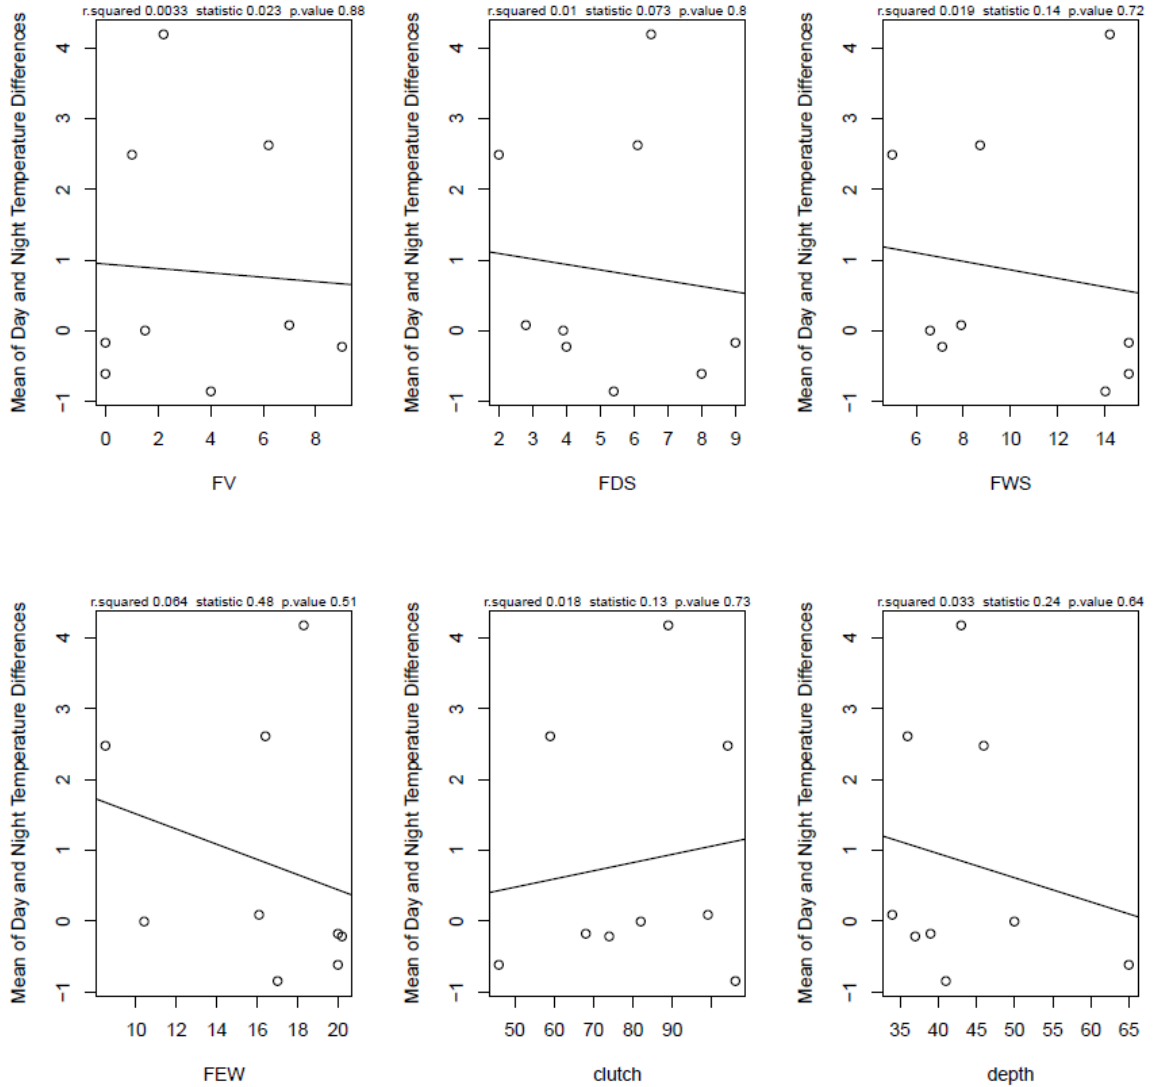 r.squared 0.0033 statistic 0.023 p.value 0.88
Mean of Day and Night Temperature Differences
4
3
2
1
0
−1
0 2 4 6 8
FV
r.squared 0.01 statistic 0.073 p.value 0.8
Mean of Day and Night Temperature Differences
4
3
2
1
0
−1
2 3 4 5 6 7 8 9
FDS
r.squared 0.019 statistic 0.14 p.value 0.72
Mean of Day and Night Temperature Differences
4
3
2
1
0
−1
6 8 10 12 14
FWS
r.squared 0.064 statistic 0.48 p.value 0.51
Mean of Day and Night Temperature Differences
4
3
2
1
0
−1
10 12 14 16 18 20
FEW
r.squared 0.018 statistic 0.13 p.value 0.73
Mean of Day and Night Temperature Differences
4
3
2
1
0
−1
50 60 70 80 90
clutch
r.squared 0.033 statistic 0.24 p.value 0.64
Mean of Day and Night Temperature Differences
4
3
2
1
0
−1
35 40 45 50 55 60 65
depth